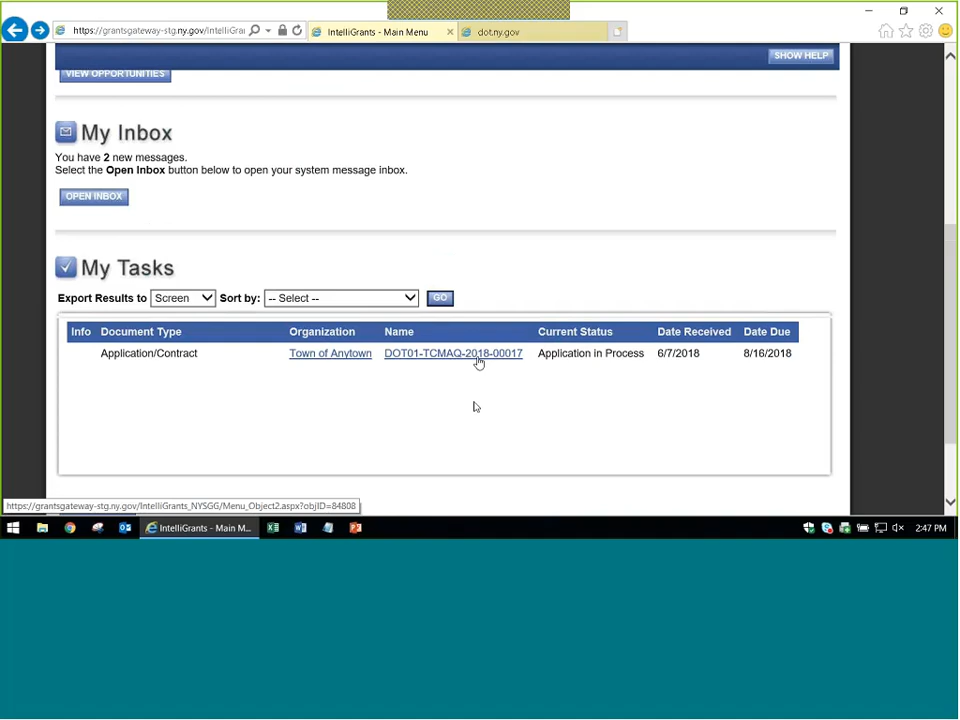 https://grantsgateway-stg.ny.gov/IntelliGra
IntelliGrants - Main Menu
dot.ny.gov
SHOW HELP
VIEW OPPORTUNITIES
My Inbox
You have 2 new messages.
Select the Open Inbox button below to open your system message inbox.
OPEN INBOX
My Tasks
Export Results to Screen Sort by: -- Select -- GO
Info Document Type Organization Name Current Status Date Received Date Due
Application/Contract Town of Anytown DOT01-TCMAQ-2018-00017 Application in Process 6/7/2018 8/16/2018
https://grantsgateway-stg.ny.gov/IntelliGrants_NYSGG/Menu_Object2.aspx?objID=84808
IntelliGrants - Main M...
2:47 PM